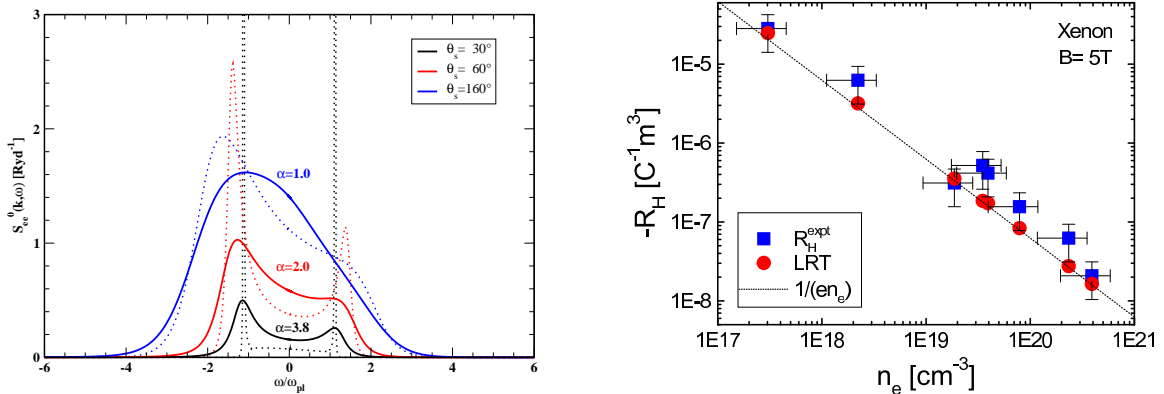 3
2
1
0
S_ee^0(k,ω) [Ryd^-1]
θ_s = 30°
θ_s = 60°
θ_s =160°
α=1.0
α=2.0
α=3.8
-6 -4 -2 0 2 4 6
ω/ω_pl
Xenon
B= 5T
1E-5
1E-6
1E-7
1E-8
-R_H [C^-1m^3]
R_H^expt
LRT
1/(en_e)
1E17 1E18 1E19 1E20 1E21
n_e [cm^-3]